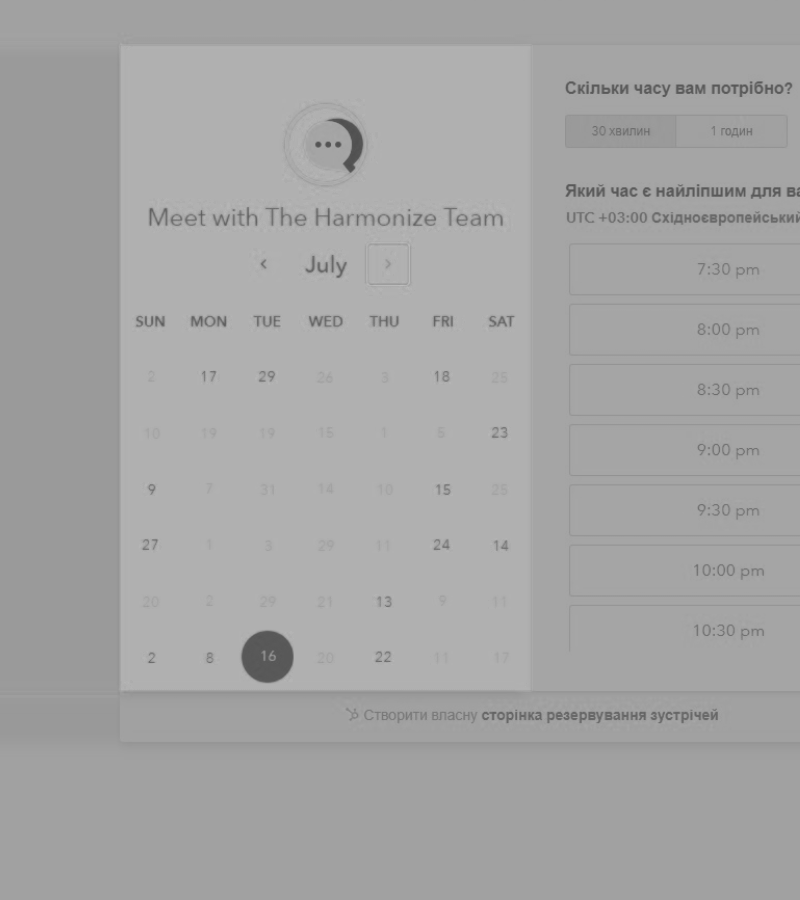 Meet with The Harmonize Team
July
SUN MON TUE WED THU FRI SAT
2 17 29 26 3 18 25
10 19 19 15 1 5 23
9 7 31 14 10 15 25
27 1 3 29 11 24 14
20 2 29 21 13 9 11
2 8 16 20 22 11 17
Скільки часу вам потрібно?
30 хвилин 1 годин
Який час є найліпшим для
UTC +03:00 Східноєвропейський
7:30 pm
8:00 pm
8:30 pm
9:00 pm
9:30 pm
10:00 pm
10:30 pm
Створити власну сторінка резервування зустрічей